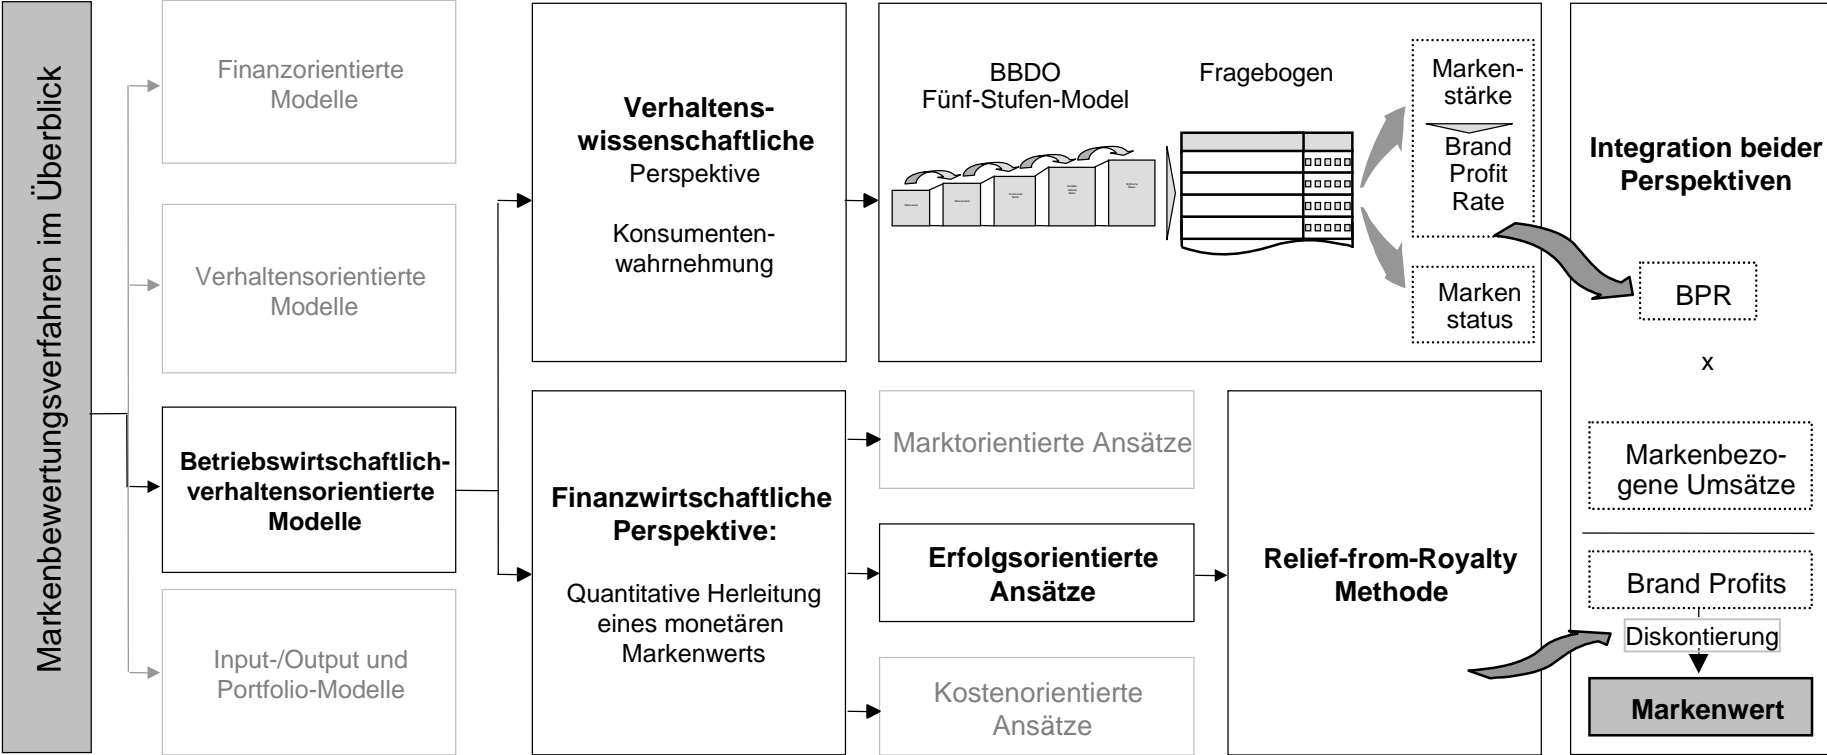 Markenbewertungsverfahren im Überblick
Finanzorientierte
Modelle
Verhaltensorientierte
Modelle
Betriebswirtschaftlich-
verhaltensorientierte
Modelle
Input-/Output und
Portfolio-Modelle
Verhaltens-
wissenschaftliche
Perspektive
Konsumenten-
wahrnehmung
Finanzwirtschaftliche
Perspektive:
Quantitative Herleitung
eines monetären
Markenwerts
BBDO
Fünf-Stufen-Model
Fragebogen
Marken-
stärke
Brand
Profit
Rate
Marken
status
Marktorientierte Ansätze
Erfolgsorientierte
Ansätze
Kostenorientierte
Ansätze
Relief-from-Royalty
Methode
Integration beider
Perspektiven
BPR
x
Markenbezo-
gene Umsätze
Brand Profits
Diskontierung
Markenwert